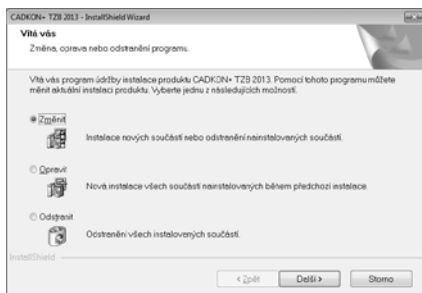 CADKON+ TZB 2013 - InstallShield Wizard
Vítá vás
Změna, oprava nebo odstranění programu.
Vítá vás program údržby instalace produktu CADKON+ TZB 2013. Pomocí tohoto programu můžete
měnit aktuální instalaci produktu. Vyberte jednu z následujících možností.
Změnit
Instalace nových součástí nebo odstranění nainstalovaných součástí.
Opravit
Nová instalace všech součástí nainstalovaných během předchozí instalace.
Odstranit
Odstranění všech instalovaných součástí.
InstallShield
< Zpět
Další >
Storno